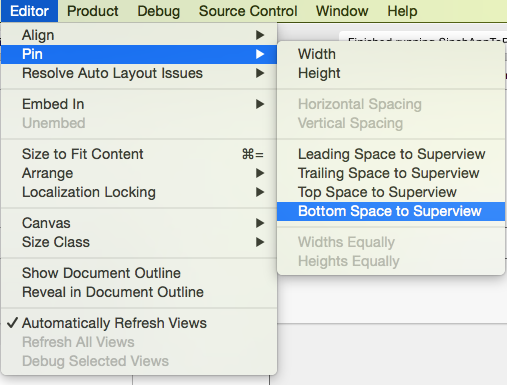 Editor Product Debug Source Control Window Help
Align
Pin
Resolve Auto Layout Issues
Embed In
Unembed
Size to Fit Content ⌘=
Arrange
Localization Locking
Canvas
Size Class
Show Document Outline
Reveal in Document Outline
✓ Automatically Refresh Views
Refresh All Views
Debug Selected Views
Width
Height
Horizontal Spacing
Vertical Spacing
Leading Space to Superview
Trailing Space to Superview
Top Space to Superview
Bottom Space to Superview
Widths Equally
Heights Equally